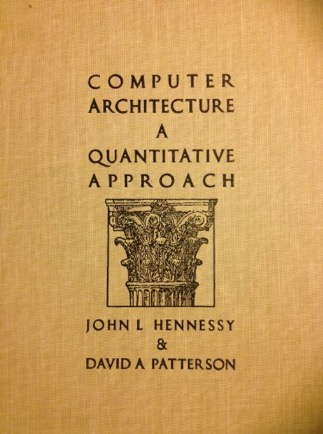 COMPUTER
ARCHITECTURE
A
QUANTITATIVE
APPROACH
JOHN L HENNESSY
&
DAVID A PATTERSON